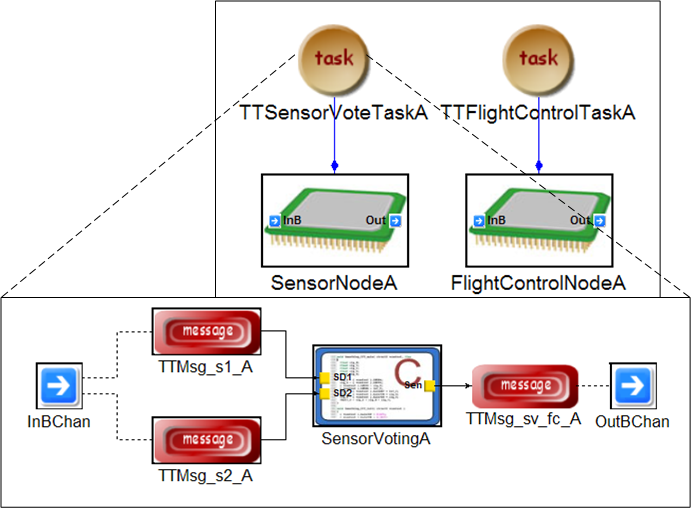 task
task
TTSensorVoteTaskA
TTFlightControlTaskA
InB
Out
InB
Out
SensorNodeA
FlightControlNodeA
message
TTMsg_s1_A
InBChan
message
TTMsg_s2_A
SD1
SD2
C
Sen
SensorVotingA
message
TTMsg_sv_fc_A
OutBChan